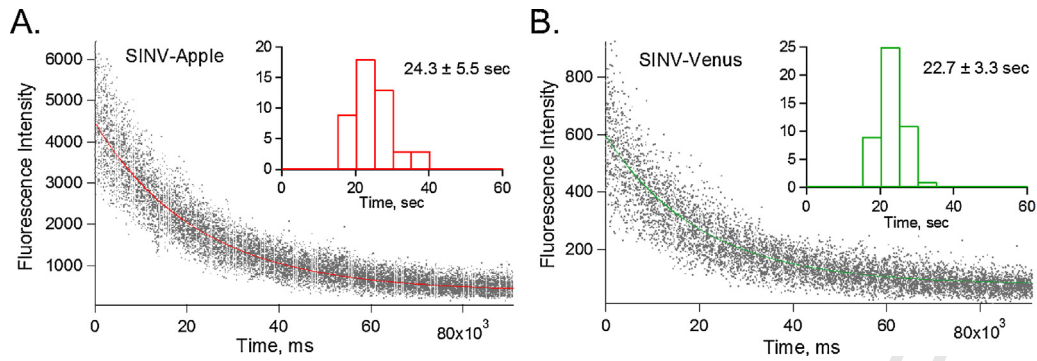 A.
SINV-Apple
24.3 ± 5.5 sec
Fluorescence Intensity
6000
5000
4000
3000
2000
1000
0
20
40
60
80x10³
Time, ms
20
15
10
5
0
0
20
40
60
Time, sec
B.
SINV-Venus
22.7 ± 3.3 sec
Fluorescence Intensity
800
600
400
200
0
20
40
60
80x10³
Time, ms
25
20
15
10
5
0
0
20
40
60
Time, sec